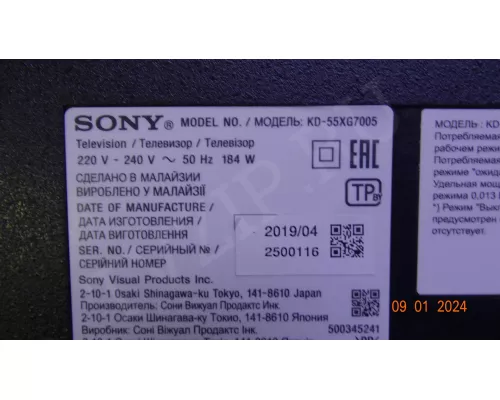 SONY® MODEL NO. / МОДЕЛЬ: KD-55XG7005
Television / Телевизор / Телевізор
220 V - 240 V ~ 50 Hz 184 W
EAC
СДЕЛАНО В МАЛАЙЗИИ
ВИРОБЛЕНО У МАЛАЙЗІЇ
TP BY
DATE OF MANUFACTURE /
ДАТА ИЗГОТОВЛЕНИЯ /
ДАТА ВИГОТОВЛЕННЯ
2019/04
SER. NO. / СЕРИЙНЫЙ № /
СЕРІЙНИЙ НОМЕР
2500116
Sony Visual Products Inc.
2-10-1 Osaki Shinagawa-ku Tokyo, 141-8610 Japan
Производитель: Сони Вижуал Продактс Инк.
2-10-1 Осаки Шинагава-ку Токио, 141-8610 Япония
Виробник: Соні Віжуал Продактс Інк.
500345241
МОДЕЛЬ: KD-
Потребляемая
рабочем режи
Потребляемая
режиме "ожид
Удельная мощн
режима 0,013 (
*) Режим "Выкл
предусмотрен
отсутствует.
09 01 2024